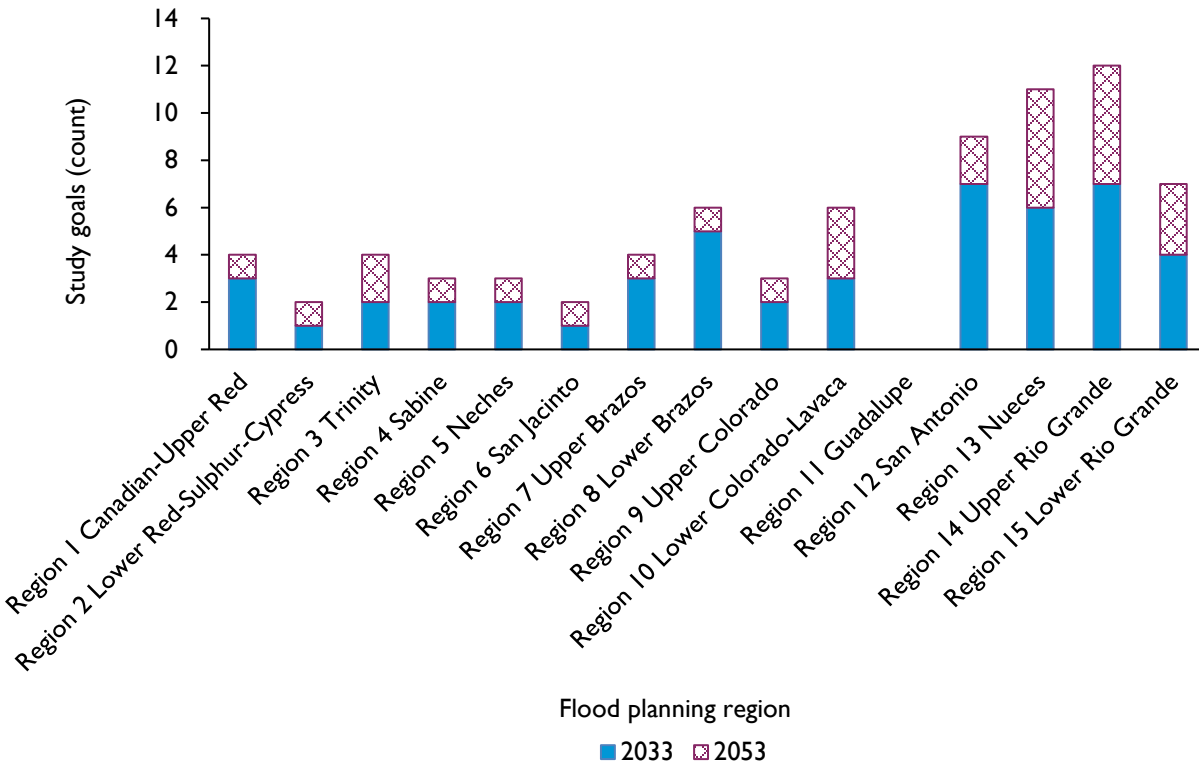 14
12
10
8
6
4
2
0
Study goals (count)
Region 1 Canadian-Upper Red
Region 2 Lower Red-Sulphur-Cypress
Region 3 Trinity
Region 4 Sabine
Region 5 Neches
Region 6 San Jacinto
Region 7 Upper Brazos
Region 8 Lower Brazos
Region 9 Upper Colorado
Region 10 Lower Colorado-Lavaca
Region 11 Guadalupe
Region 12 San Antonio
Region 13 Nueces
Region 14 Upper Rio Grande
Region 15 Lower Rio Grande
Flood planning region
2033 2053